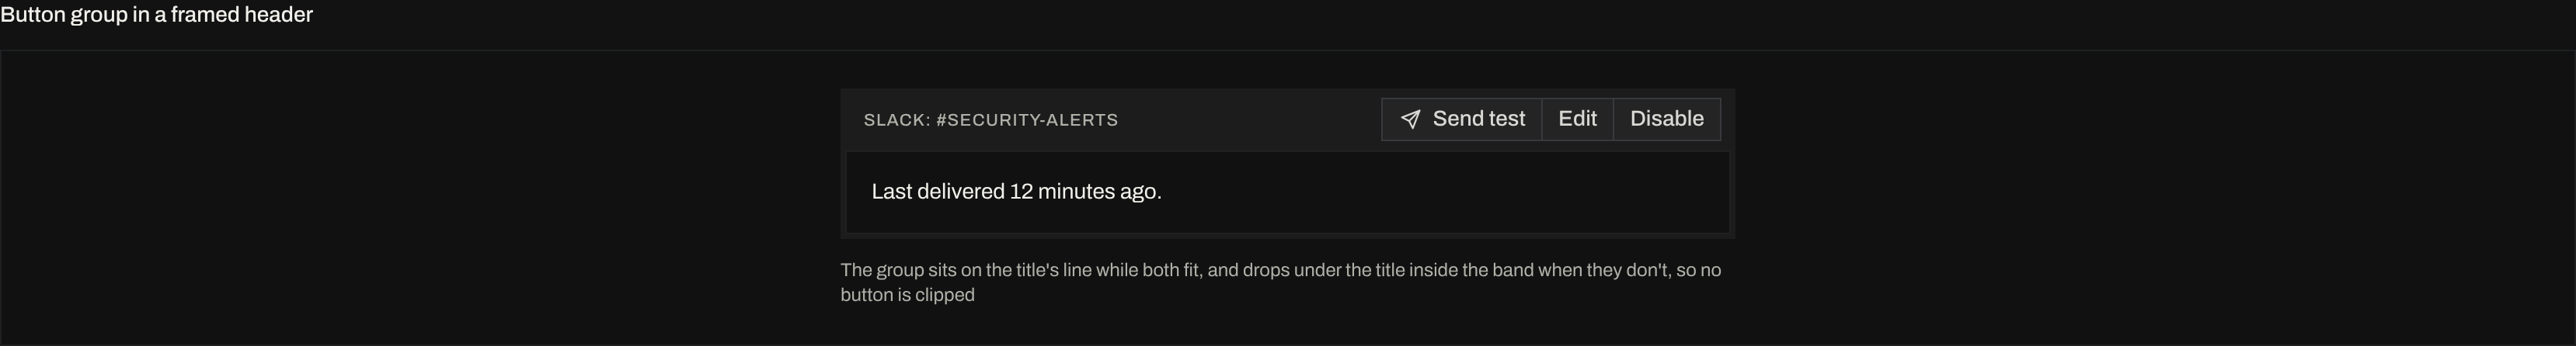 Button group in a framed header
SLACK: #SECURITY-ALERTS
Send test
Edit
Disable
Last delivered 12 minutes ago.
The group sits on the title's line while both fit, and drops under the title inside the band when they don't, so no
button is clipped